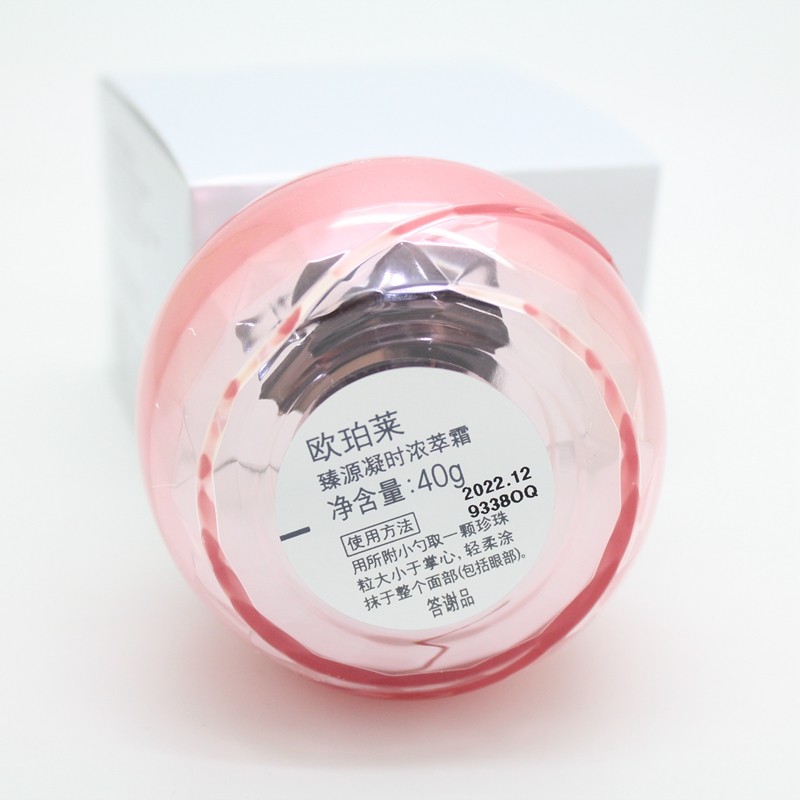 欧珀莱
臻源凝时浓萃霜
净含量:40g
2022.12
9338OQ
使用方法
用所附小勺取一颗珍珠
粒大小于掌心,轻柔涂
抹于整个面部(包括眼部)。
答谢品